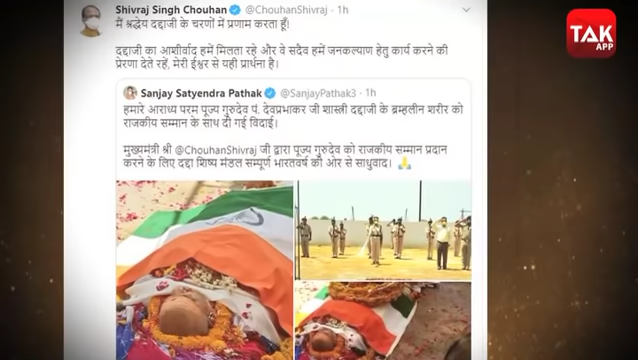 Shivraj Singh Chouhan @ChouhanShivraj · 1h
मैं श्रद्धेय दद्दाजी के चरणों में प्रणाम करता हूँ।
दद्दाजी का आशीर्वाद हमें मिलता रहे और वे सदैव हमें जनकल्याण हेतु कार्य करने की
प्रेरणा देते रहें, मेरी ईश्वर से यही प्रार्थना है।
Sanjay Satyendra Pathak @SanjayPathak3 · 1h
हमारे आराध्य परम पूज्य गुरुदेव पं. देवप्रभाकर जी शास्त्री दद्दाजी के ब्रम्हलीन शरीर को
राजकीय सम्मान के साथ दी गई विदाई।
मुख्यमंत्री श्री @ChouhanShivraj जी द्वारा पूज्य गुरुदेव को राजकीय सम्मान प्रदान
करने के लिए दद्दा शिष्य मंडल सम्पूर्ण भारतवर्ष की ओर से साधुवाद। 🙏
TAK
APP